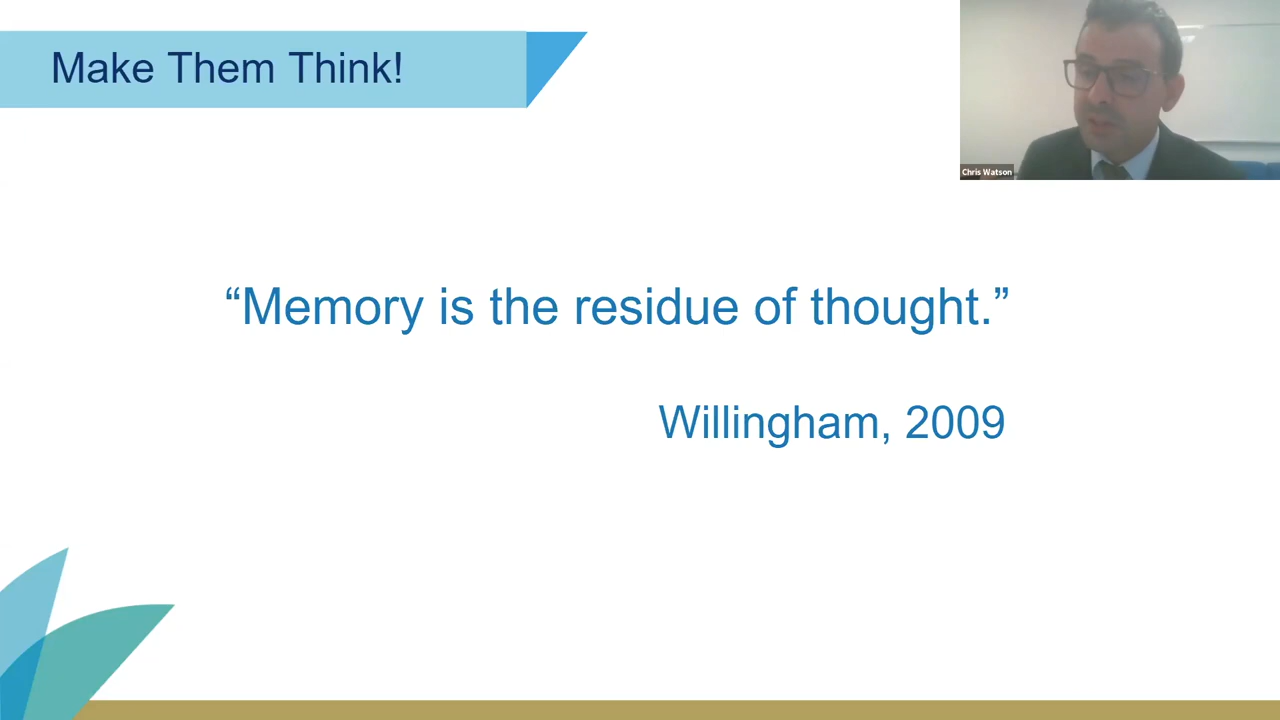 Make Them Think!
Chris Watson
“Memory is the residue of thought.”
Willingham, 2009